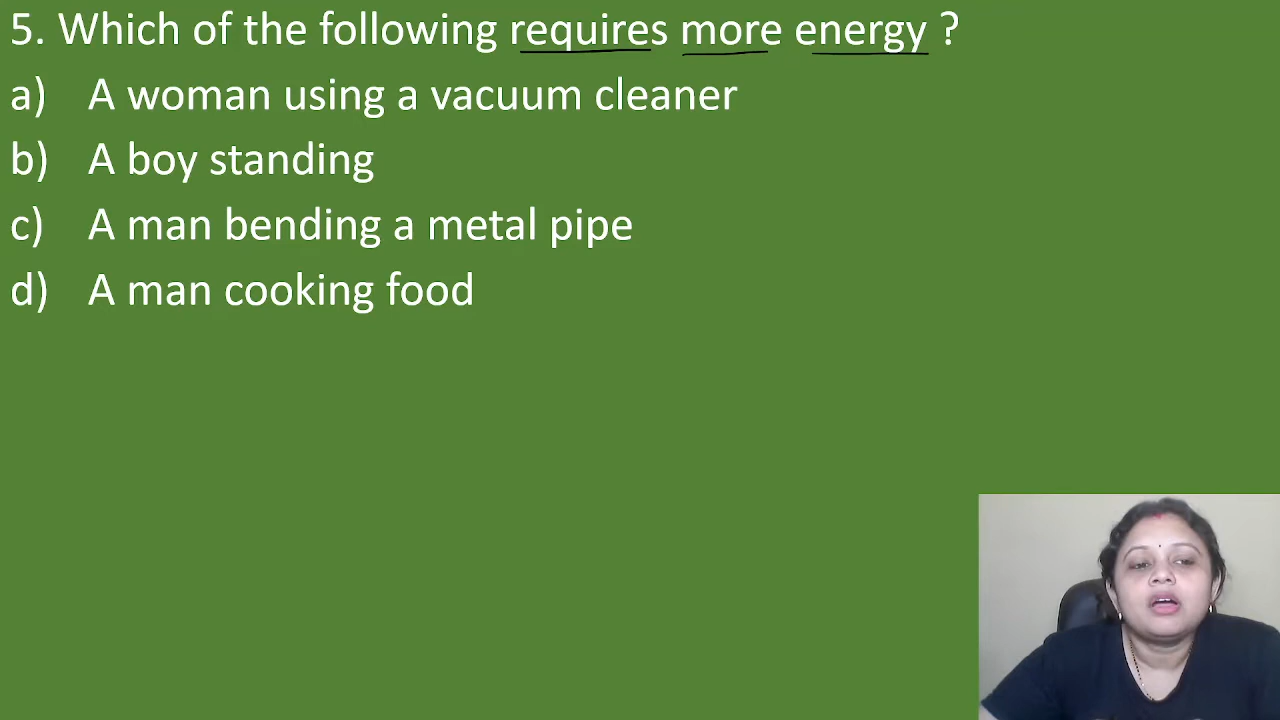 5. Which of the following requires more energy ?
a) A woman using a vacuum cleaner
b) A boy standing
c) A man bending a metal pipe
d) A man cooking food